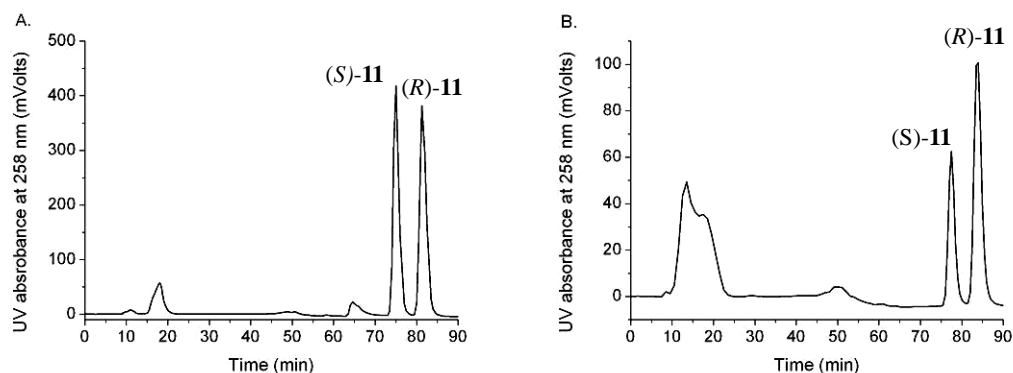 A.
UV absrobance at 258 nm (mVolts)
500
400
300
200
100
0
(S)-11
(R)-11
0 10 20 30 40 50 60 70 80 90
Time (min)
B.
UV absorbance at 258 nm (mVolts)
100
80
60
40
20
0
(R)-11
(S)-11
0 10 20 30 40 50 60 70 80 90
Time (min)